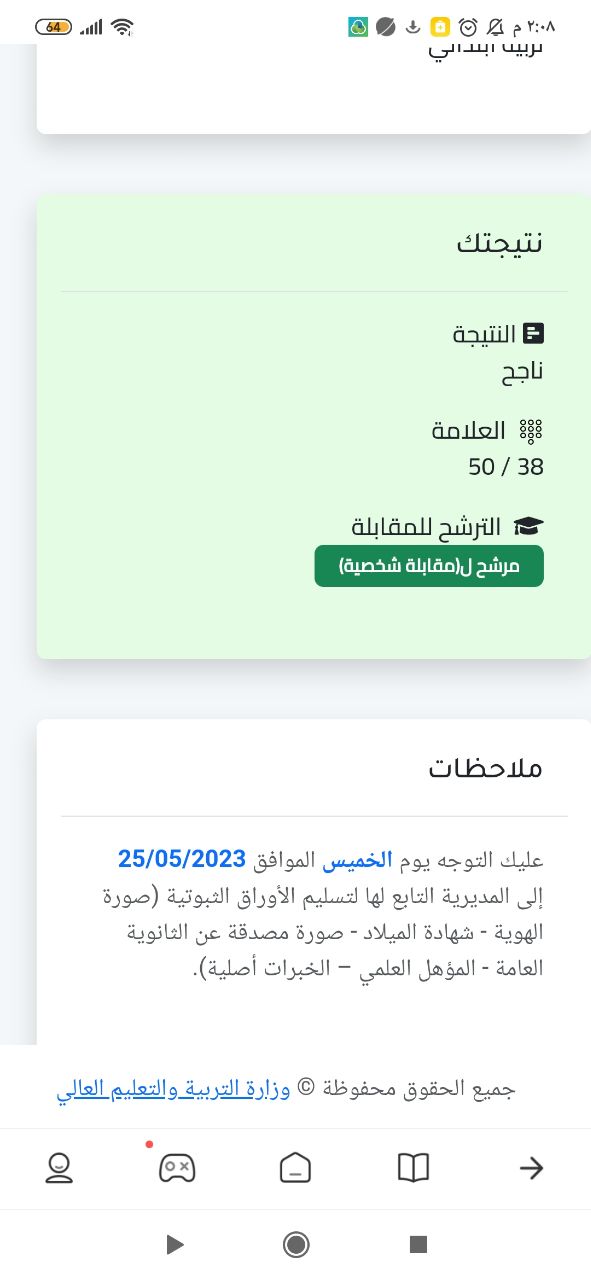 ٢:٠٨ م
64
تربية ابتدائي
نتيجتك
النتيجة
ناجح
العلامة
38 / 50
الترشح للمقابلة
مرشح ل(مقابلة شخصية)
ملاحظات
عليك التوجه يوم الخميس الموافق 25/05/2023
إلى المديرية التابع لها لتسليم الأوراق الثبوتية (صورة
الهوية - شهادة الميلاد - صورة مصدقة عن الثانوية
العامة - المؤهل العلمي – الخبرات أصلية).
جميع الحقوق محفوظة © وزارة التربية والتعليم العالي